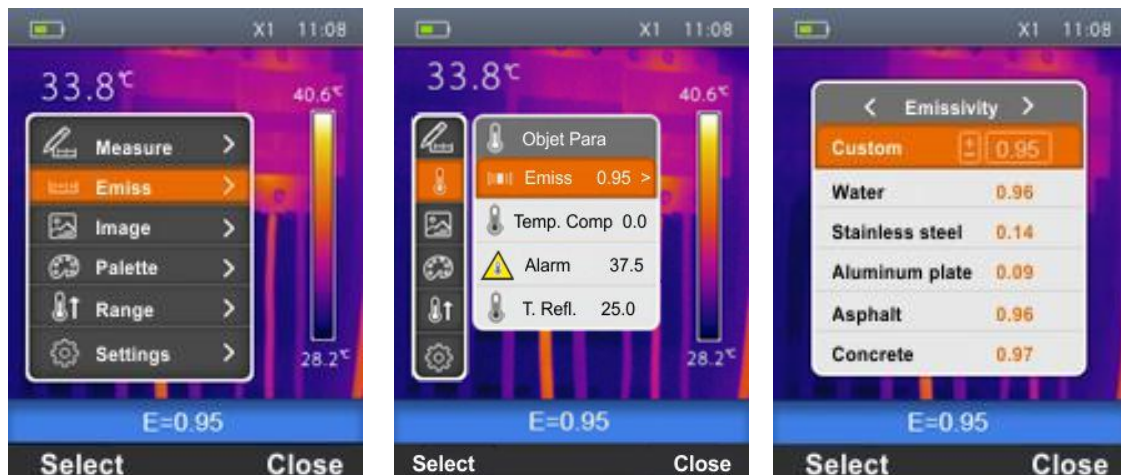 X1 11:08
33.8℃
40.6℃
Measure >
Emiss >
Image >
Palette >
Range >
Settings >
28.2℃
E=0.95
Select Close
X1 11:08
33.8℃
40.6℃
Objet Para
Emiss 0.95 >
Temp. Comp 0.0
Alarm 37.5
T. Refl. 25.0
28.2℃
E=0.95
Select Close
X1 11:08
< Emissivity >
Custom ± 0.95
Water 0.96
Stainless steel 0.14
Aluminum plate 0.09
Asphalt 0.96
Concrete 0.97
E=0.95
Select Close